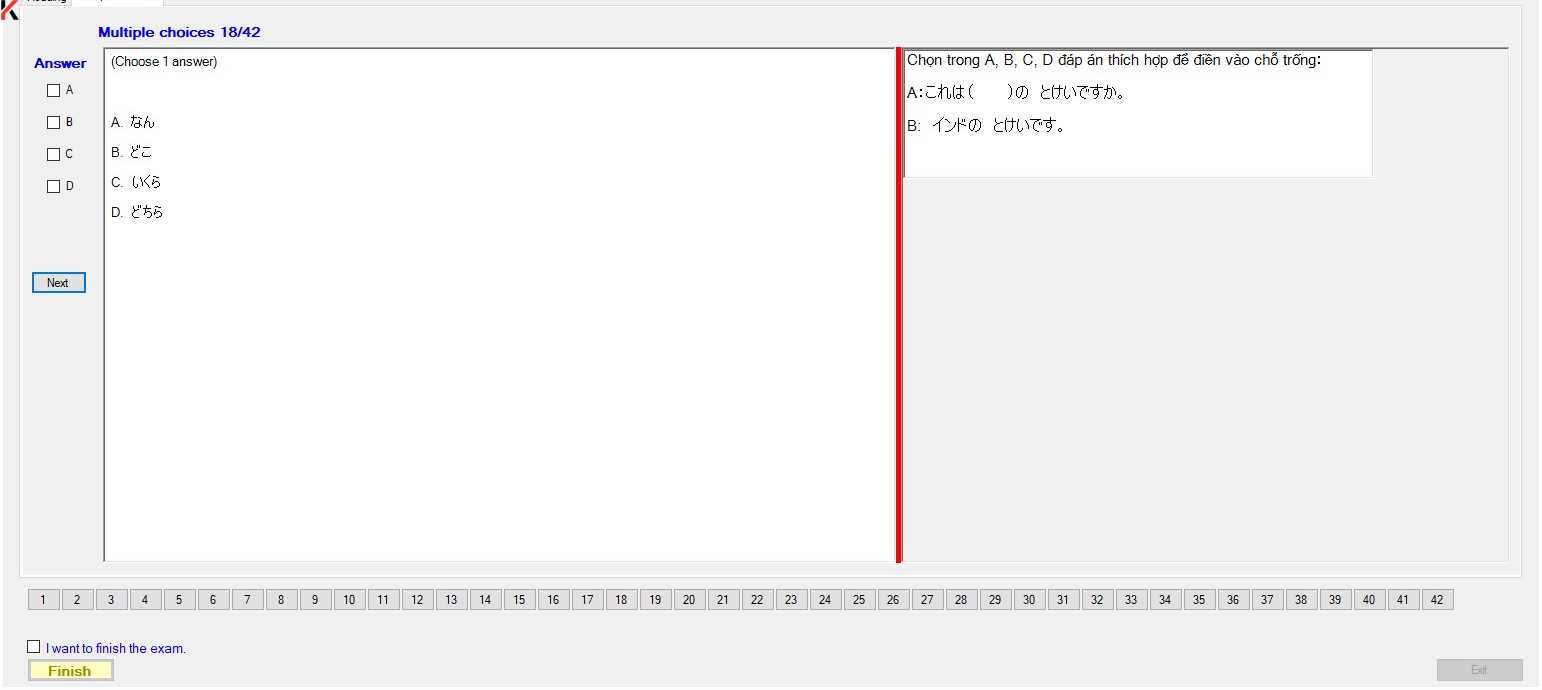 Multiple choices 18/42
Answer
A
B
C
D
Next
(Choose 1 answer)
A. なん
B. どこ
C. いくら
D. どちら
Chọn trong A, B, C, D đáp án thích hợp để điền vào chỗ trống:
A:これは(　　)の とけいですか。
B: インドの とけいです。
1 2 3 4 5 6 7 8 9 10 11 12 13 14 15 16 17 18 19 20 21 22 23 24 25 26 27 28 29 30 31 32 33 34 35 36 37 38 39 40 41 42
I want to finish the exam.
Finish
Exit